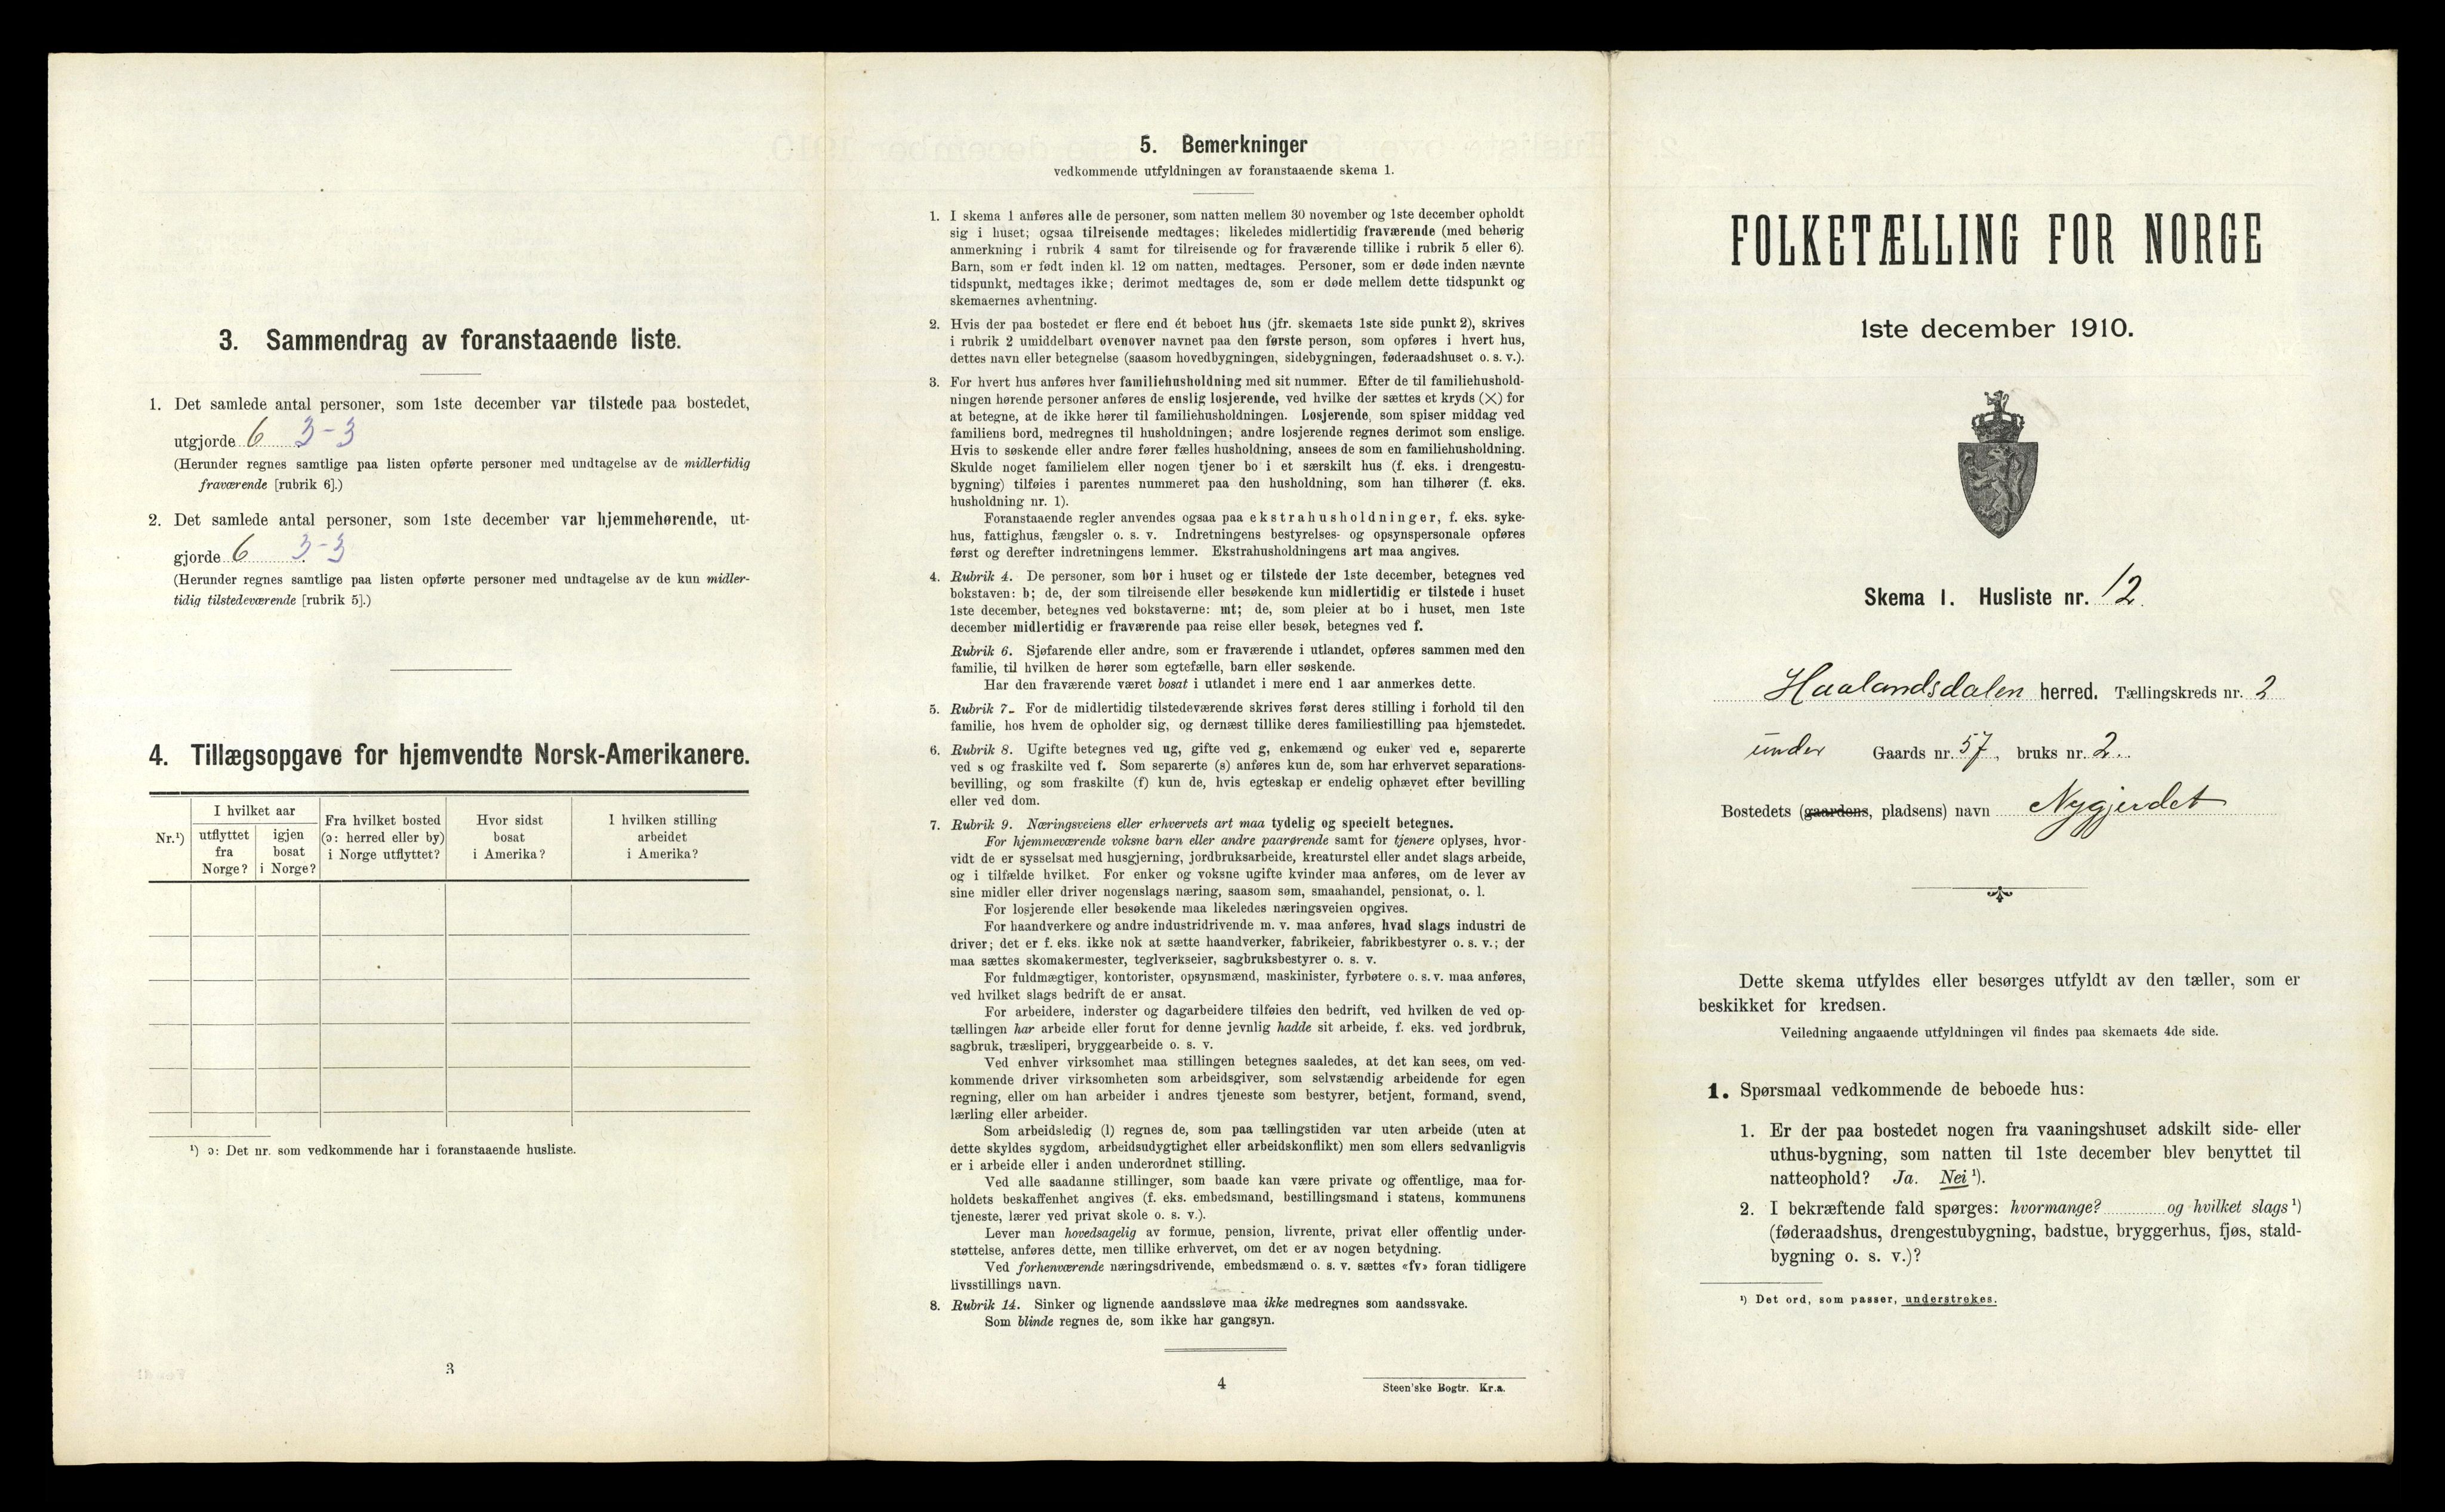 3. Sammendrag av foranstaaende liste.
1. Det samlede antal personer, som 1ste december var tilstede paa bostedet,
utgjorde 6 3-3
(Herunder regnes samtlige paa listen opførte personer med undtagelse av de midlertidig
fraværende [rubrik 6].)
2. Det samlede antal personer, som 1ste december var hjemmehørende, ut-
gjorde 6 3-3
(Herunder regnes samtlige paa listen opførte personer med undtagelse av de kun midler-
tidig tilstedeværende [rubrik 5].)
4. Tillægsopgave for hjemvendte Norsk-Amerikanere.
Nr.¹)
I hvilket aar
utflyttet
fra
Norge?
igjen
bosat
i Norge?
Fra hvilket bosted
(ɔ: herred eller by)
i Norge utflyttet?
Hvor sidst
bosat
i Amerika?
I hvilken stilling
arbeidet
i Amerika?
¹) ɔ: Det nr. som vedkommende har i foranstaaende husliste.
3
5. Bemerkninger
vedkommende utfyldningen av foranstaaende skema 1.
1. I skema 1 anføres alle de personer, som natten mellem 30 november og 1ste december opholdt
sig i huset; ogsaa tilreisende medtages; likeledes midlertidig fraværende (med behørig
anmerkning i rubrik 4 samt for tilreisende og for fraværende tillike i rubrik 5 eller 6).
Barn, som er født inden kl. 12 om natten, medtages. Personer, som er døde inden nævnte
tidspunkt, medtages ikke; derimot medtages de, som er døde mellem dette tidspunkt og
skemaernes avhentning.
2. Hvis der paa bostedet er flere end ét beboet hus (jfr. skemaets 1ste side punkt 2), skrives
i rubrik 2 umiddelbart ovenover navnet paa den første person, som opføres i hvert hus,
dettes navn eller betegnelse (saasom hovedbygningen, sidebygningen, føderaadshuset o. s. v.).
3. For hvert hus anføres hver familiehusholdning med sit nummer. Efter de til familiehushold-
ningen hørende personer anføres de enslig losjerende, ved hvilke der sættes et kryds (×) for
at betegne, at de ikke hører til familiehusholdningen. Losjerende, som spiser middag ved
familiens bord, medregnes til husholdningen; andre losjerende regnes derimot som enslige.
Hvis to søskende eller andre fører fælles husholdning, ansees de som en familiehusholdning.
Skulde noget familielem eller nogen tjener bo i et særskilt hus (f. eks. i drengestu-
bygning) tilføies i parentes nummeret paa den husholdning, som han tilhører (f. eks.
husholdning nr. 1).
Foranstaaende regler anvendes ogsaa paa ekstrahusholdninger, f. eks. syke-
hus, fattighus, fængsler o. s. v. Indretningens bestyrelses- og opsynspersonale opføres
først og derefter indretningens lemmer. Ekstrahusholdningens art maa angives.
4. Rubrik 4. De personer, som bor i huset og er tilstede der 1ste december, betegnes ved
bokstaven: b; de, der som tilreisende eller besøkende kun midlertidig er tilstede i huset
1ste december, betegnes ved bokstaverne: mt; de, som pleier at bo i huset, men 1ste
december midlertidig er fraværende paa reise eller besøk, betegnes ved f.
Rubrik 6. Sjøfarende eller andre, som er fraværende i utlandet, opføres sammen med den
familie, til hvilken de hører som egtefælle, barn eller søskende.
Har den fraværende været bosat i utlandet i mere end 1 aar anmerkes dette.
5. Rubrik 7. For de midlertidig tilstedeværende skrives først deres stilling i forhold til den
familie, hos hvem de opholder sig, og dernæst tillike deres familiestilling paa hjemstedet.
6. Rubrik 8. Ugifte betegnes ved ug, gifte ved g, enkemænd og enker ved e, separerte
ved s og fraskilte ved f. Som separerte (s) anføres kun de, som har erhvervet separations-
bevilling, og som fraskilte (f) kun de, hvis egteskap er endelig ophævet efter bevilling
eller ved dom.
7. Rubrik 9. Næringsveiens eller erhvervets art maa tydelig og specielt betegnes.
For hjemmeværende voksne barn eller andre paarørende samt for tjenere oplyses, hvor-
vidt de er sysselsat med husgjerning, jordbruksarbeide, kreaturstel eller andet slags arbeide,
og i tilfælde hvilket. For enker og voksne ugifte kvinder maa anføres, om de lever av
sine midler eller driver nogenslags næring, saasom søm, smaahandel, pensionat, o. l.
For losjerende eller besøkende maa likeledes næringsveien opgives.
For haandverkere og andre industridrivende m. v. maa anføres, hvad slags industri de
driver; det er f. eks. ikke nok at sætte haandverker, fabrikeier, fabrikbestyrer o. s. v.; der
maa sættes skomakermester, teglverkseier, sagbruksbestyrer o. s. v.
For fuldmægtiger, kontorister, opsynsmænd, maskinister, fyrbøtere o. s. v. maa anføres,
ved hvilket slags bedrift de er ansat.
For arbeidere, inderster og dagarbeidere tilføies den bedrift, ved hvilken de ved op-
tællingen har arbeide eller forut for denne jevnlig hadde sit arbeide, f. eks. ved jordbruk,
sagbruk, træsliperi, bryggearbeide o. s. v.
Ved enhver virksomhet maa stillingen betegnes saaledes, at det kan sees, om ved-
kommende driver virksomheten som arbeidsgiver, som selvstændig arbeidende for egen
regning, eller om han arbeider i andres tjeneste som bestyrer, betjent, formand, svend,
lærling eller arbeider.
Som arbeidsledig (l) regnes de, som paa tællingstiden var uten arbeide (uten at
dette skyldes sygdom, arbeidsudygtighet eller arbeidskonflikt) men som ellers sedvanligvis
er i arbeide eller i anden underordnet stilling.
Ved alle saadanne stillinger, som baade kan være private og offentlige, maa for-
holdets beskaffenhet angives (f. eks. embedsmand, bestillingsmand i statens, kommunens
tjeneste, lærer ved privat skole o. s. v.).
Lever man hovedsagelig av formue, pension, livrente, privat eller offentlig under-
støttelse, anføres dette, men tillike erhvervet, om det er av nogen betydning.
Ved forhenværende næringsdrivende, embedsmænd o. s. v. sættes «fv» foran tidligere
livsstillings navn.
8. Rubrik 14. Sinker og lignende aandssløve maa ikke medregnes som aandssvake.
Som blinde regnes de, som ikke har gangsyn.
4
Steen'ske Bogtr. Kr.a.
FOLKETÆLLING FOR NORGE
1ste december 1910.
Skema 1. Husliste nr. 12.
Haalandsdalen herred. Tællingskreds nr. 2
under Gaards nr. 57, bruks nr. 2.
Bostedets (gaardens, pladsens) navn Nygjerdet
Dette skema utfyldes eller besørges utfyldt av den tæller, som er
beskikket for kredsen.
Veiledning angaaende utfyldningen vil findes paa skemaets 4de side.
1. Spørsmaal vedkommende de beboede hus:
1. Er der paa bostedet nogen fra vaaningshuset adskilt side- eller
uthus-bygning, som natten til 1ste december blev benyttet til
natteophold? Ja. Nei ¹).
2. I bekræftende fald spørges: hvormange? og hvilket slags ¹)
(føderaadshus, drengestubygning, badstue, bryggerhus, fjøs, stald-
bygning o. s. v.)?
¹) Det ord, som passer, understrekes.